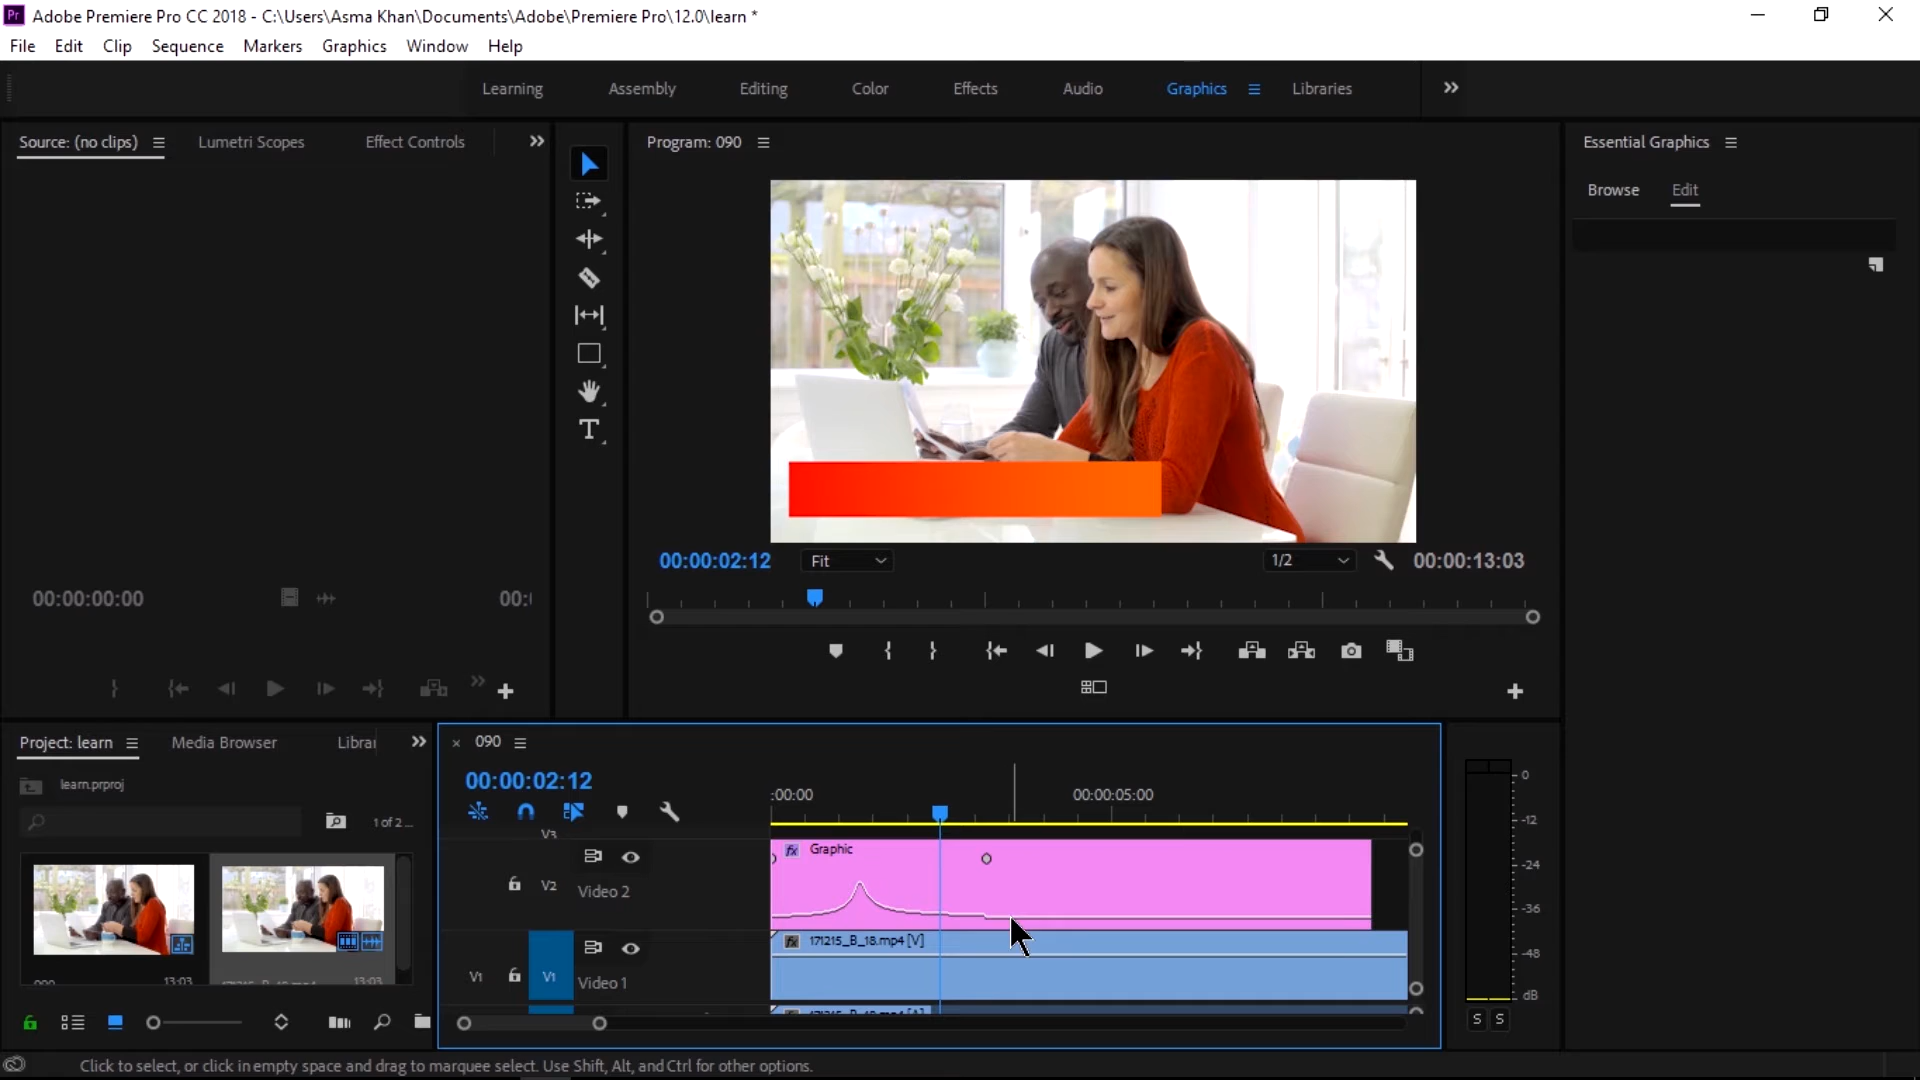 Adobe Premiere Pro CC 2018 - C:\Users\Asma Khan\Documents\Adobe\Premiere Pro\12.0\learn *
File Edit Clip Sequence Markers Graphics Window Help
Learning Assembly Editing Color Effects Audio Graphics Libraries
Source: (no clips) Lumetri Scopes Effect Controls
Program: 090
Essential Graphics
Browse Edit
00:00:02:12 Fit 1/2 00:00:13:03
00:00:00:00 00:
Project: learn Media Browser Librar
learn.prproj
1 of 2 ...
13:03
13:03
090
00:00:02:12
:00:00 00:00:05:00
V3
fx Graphic
V2 Video 2
fx 171215_B_18.mp4 [V]
V1 V1 Video 1
0
-12
-24
-36
-48
dB
S S
Click to select, or click in empty space and drag to marquee select. Use Shift, Alt, and Ctrl for other options.